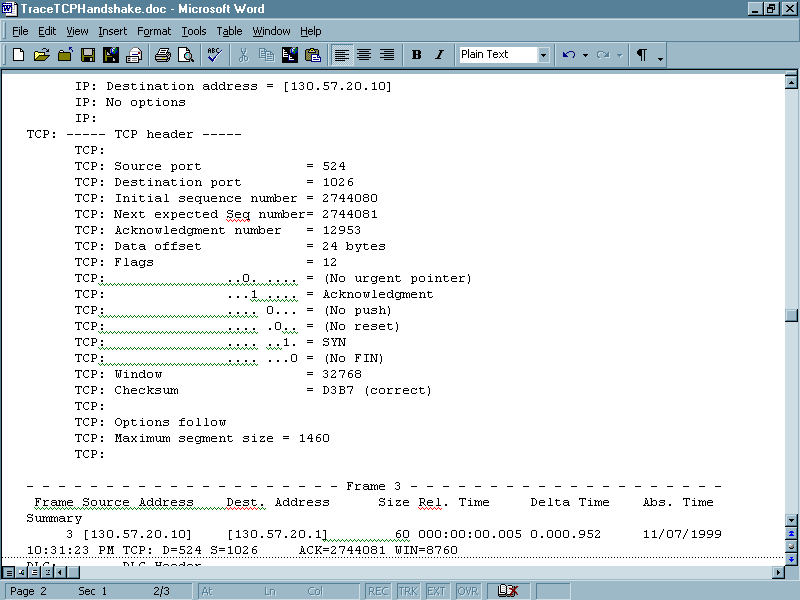 TraceTCPHandshake.doc - Microsoft Word
File Edit View Insert Format Tools Table Window Help
ABC B I Plain Text ¶
IP: Destination address = [130.57.20.10]
IP: No options
IP:
TCP: ----- TCP header -----
TCP:
TCP: Source port = 524
TCP: Destination port = 1026
TCP: Initial sequence number = 2744080
TCP: Next expected Seq number= 2744081
TCP: Acknowledgment number = 12953
TCP: Data offset = 24 bytes
TCP: Flags = 12
TCP: ..0. .... = (No urgent pointer)
TCP: ...1 .... = Acknowledgment
TCP: .... 0... = (No push)
TCP: .... .0.. = (No reset)
TCP: .... ..1. = SYN
TCP: .... ...0 = (No FIN)
TCP: Window = 32768
TCP: Checksum = D3B7 (correct)
TCP:
TCP: Options follow
TCP: Maximum segment size = 1460
TCP:
- - - - - - - - - - - - - - - - - - - - Frame 3 - - - - - - - - - - - - - - - - - - - -
Frame Source Address Dest. Address Size Rel. Time Delta Time Abs. Time
Summary
3 [130.57.20.10] [130.57.20.1] 60 000:00:00.005 0.000.952 11/07/1999
10:31:23 PM TCP: D=524 S=1026 ACK=2744081 WIN=8760
DLC: DLC Header
Page 2 Sec 1 2/3 At Ln Col REC TRK EXT OVR